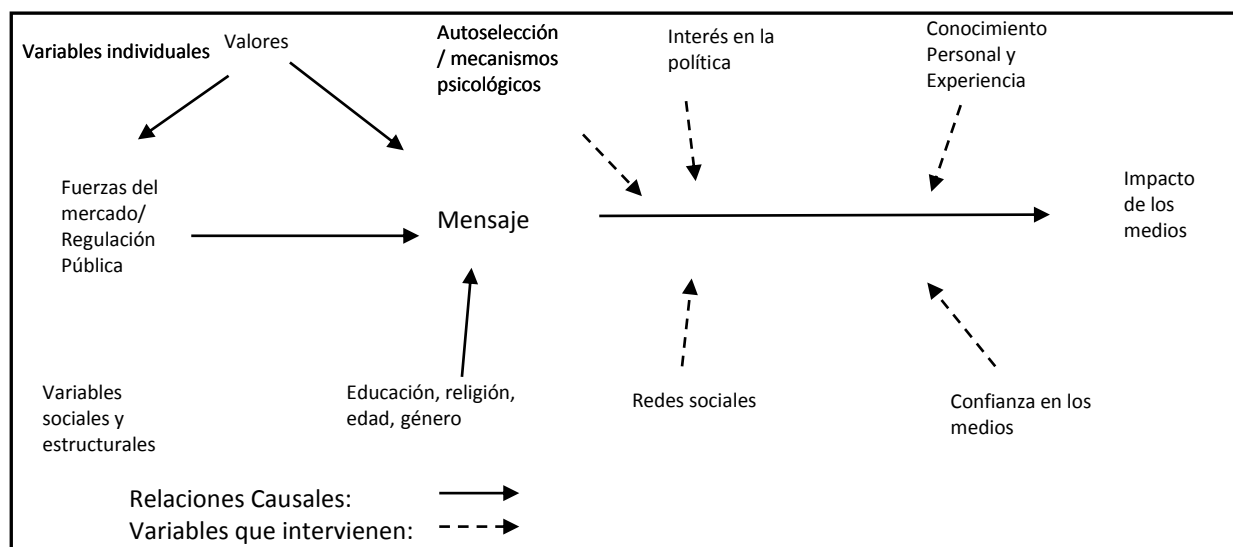 Variables individuales
Valores
Autoselección
/ mecanismos
psicológicos
Interés en la
política
Conocimiento
Personal y
Experiencia
Fuerzas del
mercado/
Regulación
Pública
Mensaje
Impacto
de los
medios
Variables
sociales y
estructurales
Educación, religión,
edad, género
Redes sociales
Confianza en los
medios
Relaciones Causales:
Variables que intervienen: